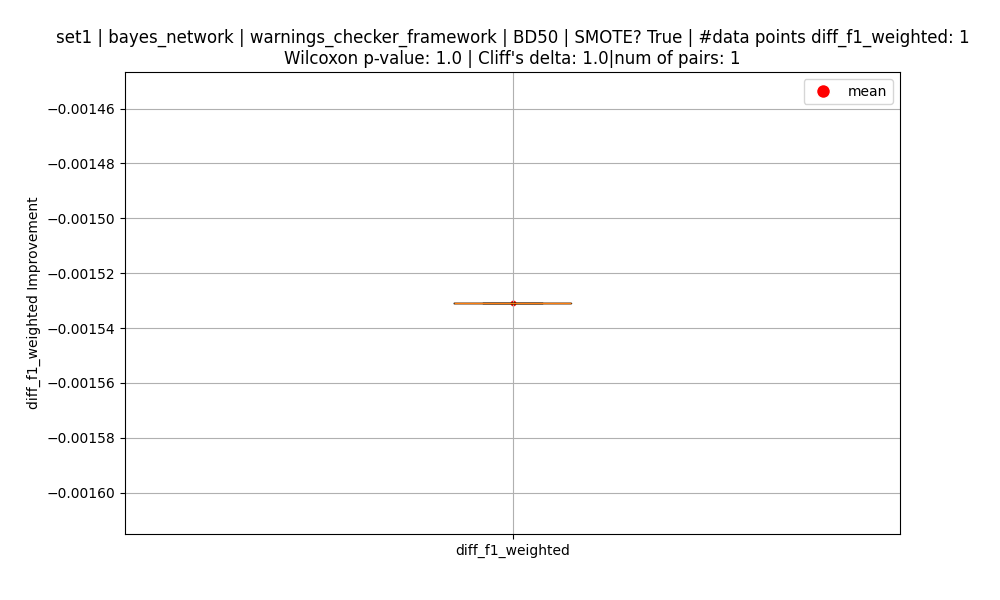 set1 | bayes_network | warnings_checker_framework | BD50 | SMOTE? True | #data points diff_f1_weighted: 1
Wilcoxon p-value: 1.0 | Cliff's delta: 1.0|num of pairs: 1
mean
−0.00146
−0.00148
−0.00150
−0.00152
−0.00154
−0.00156
−0.00158
−0.00160
diff_f1_weighted Improvement
diff_f1_weighted